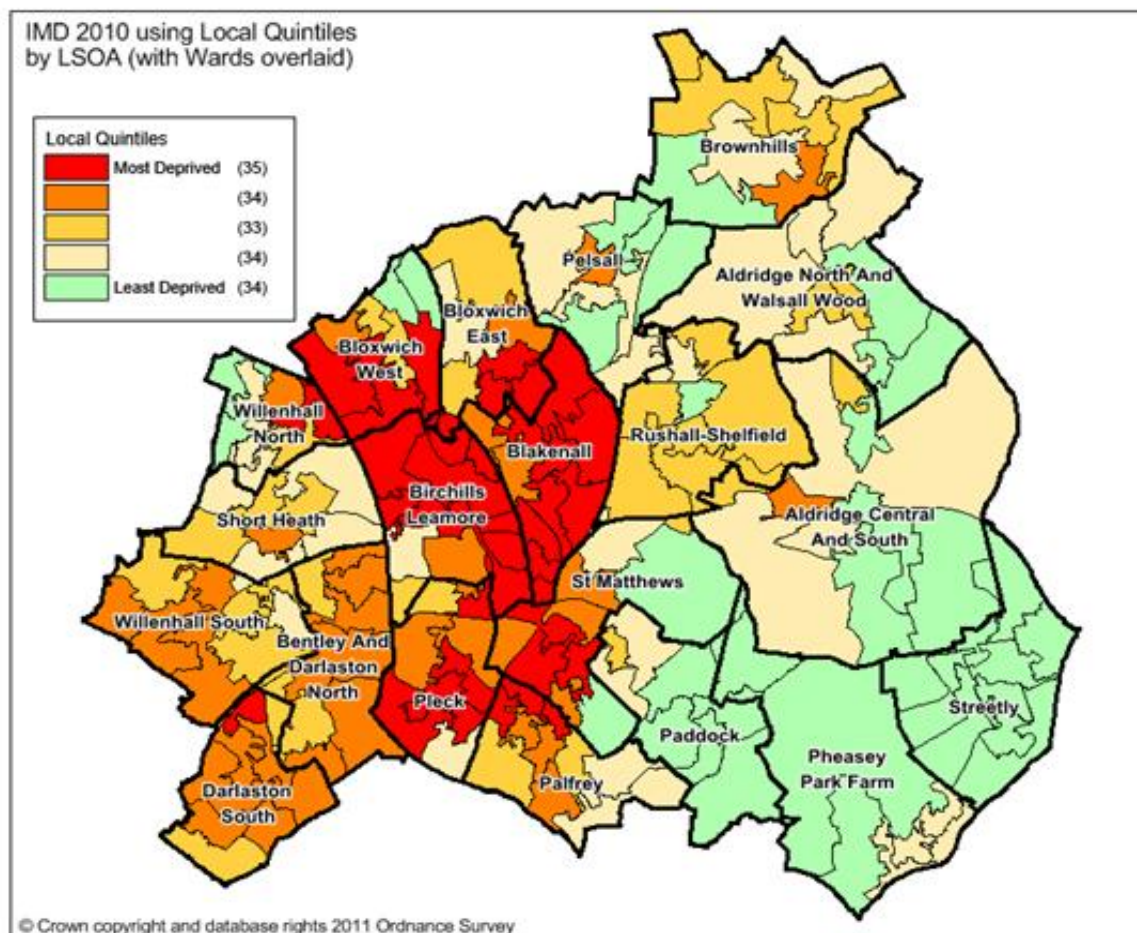 IMD 2010 using Local Quintiles
by LSOA (with Wards overlaid)
Local Quintiles
Most Deprived (35)
(34)
(33)
(34)
Least Deprived (34)
Brownhills
Pelsall
Aldridge North And
Walsall Wood
Bloxwich
East
Bloxwich
West
Willenhall
North
Rushall-Shelfield
Blakenall
Birchills
Leamore
Short Heath
Aldridge Central
And South
St Matthews
Willenhall South
Bentley And
Darlaston
North
Pleck
Streetly
Paddock
Pheasey
Park Farm
Palfrey
Darlaston
South
© Crown copyright and database rights 2011 Ordnance Survey